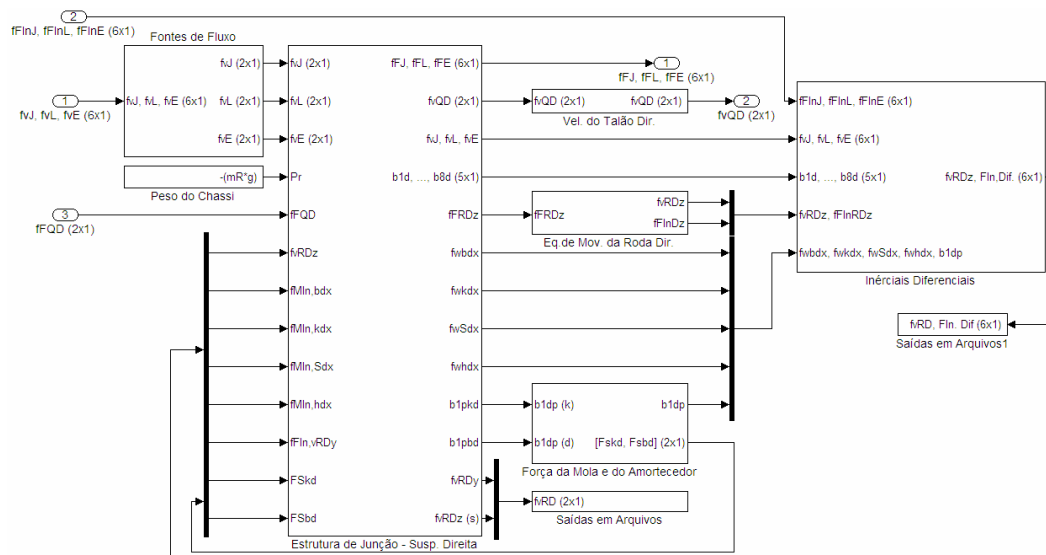 2
fFInJ, fFInL, fFInE (6x1)
Fontes de Fluxo
1
fvJ, fvL, fvE (6x1)
fvJ, fvL, fvE (6x1)
fvJ (2x1)
fvL (2x1)
fvE (2x1)
-(mR*g)
Peso do Chassi
3
fFQD (2x1)
fvJ (2x1)
fvL (2x1)
fvE (2x1)
Pr
fFQD
fvRDz
fMIn,bdx
fMIn,kdx
fMIn,Sdx
fMIn,hdx
fFIn,vRDy
FSkd
FSbd
fFJ, fFL, fFE (6x1)
fvQD (2x1)
fvJ, fvL, fvE
b1d, ..., b8d (5x1)
fFRDz
fwbdx
fwkdx
fwSdx
fwhdx
b1pkd
b1pbd
fvRDy
fvRDz (s)
Estrutura de Junção - Susp. Direita
1
fFJ, fFL, fFE (6x1)
fvQD (2x1)
fvQD (2x1)
Vel. do Talão Dir.
2
fvQD (2x1)
fFRDz
fvRDz
fFInDz
Eq.de Mov. da Roda Dir.
b1dp (k)
b1dp
b1dp (d)
[Fskd, Fsbd] (2x1)
Força da Mola e do Amortecedor
fvRD (2x1)
Saídas em Arquivos
fFInJ, fFInL, fFInE (6x1)
fvJ, fvL, fvE (6x1)
b1d, ..., b8d (5x1)
fvRDz, FIn,Dif. (6x1)
fvRDz, fFInRDz
fwbdx, fwkdx, fwSdx, fwhdx, b1dp
Inérciais Diferenciais
fvRD, FIn. Dif (6x1)
Saídas em Arquivos1